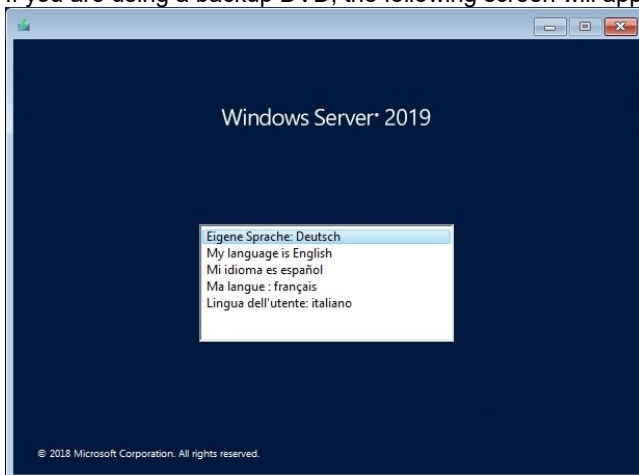 If you are using a backup DVD, the following screen will app
Windows Server 2019
Eigene Sprache: Deutsch
My language is English
Mi idioma es español
Ma langue : français
Lingua dell'utente: italiano
© 2018 Microsoft Corporation. All rights reserved.